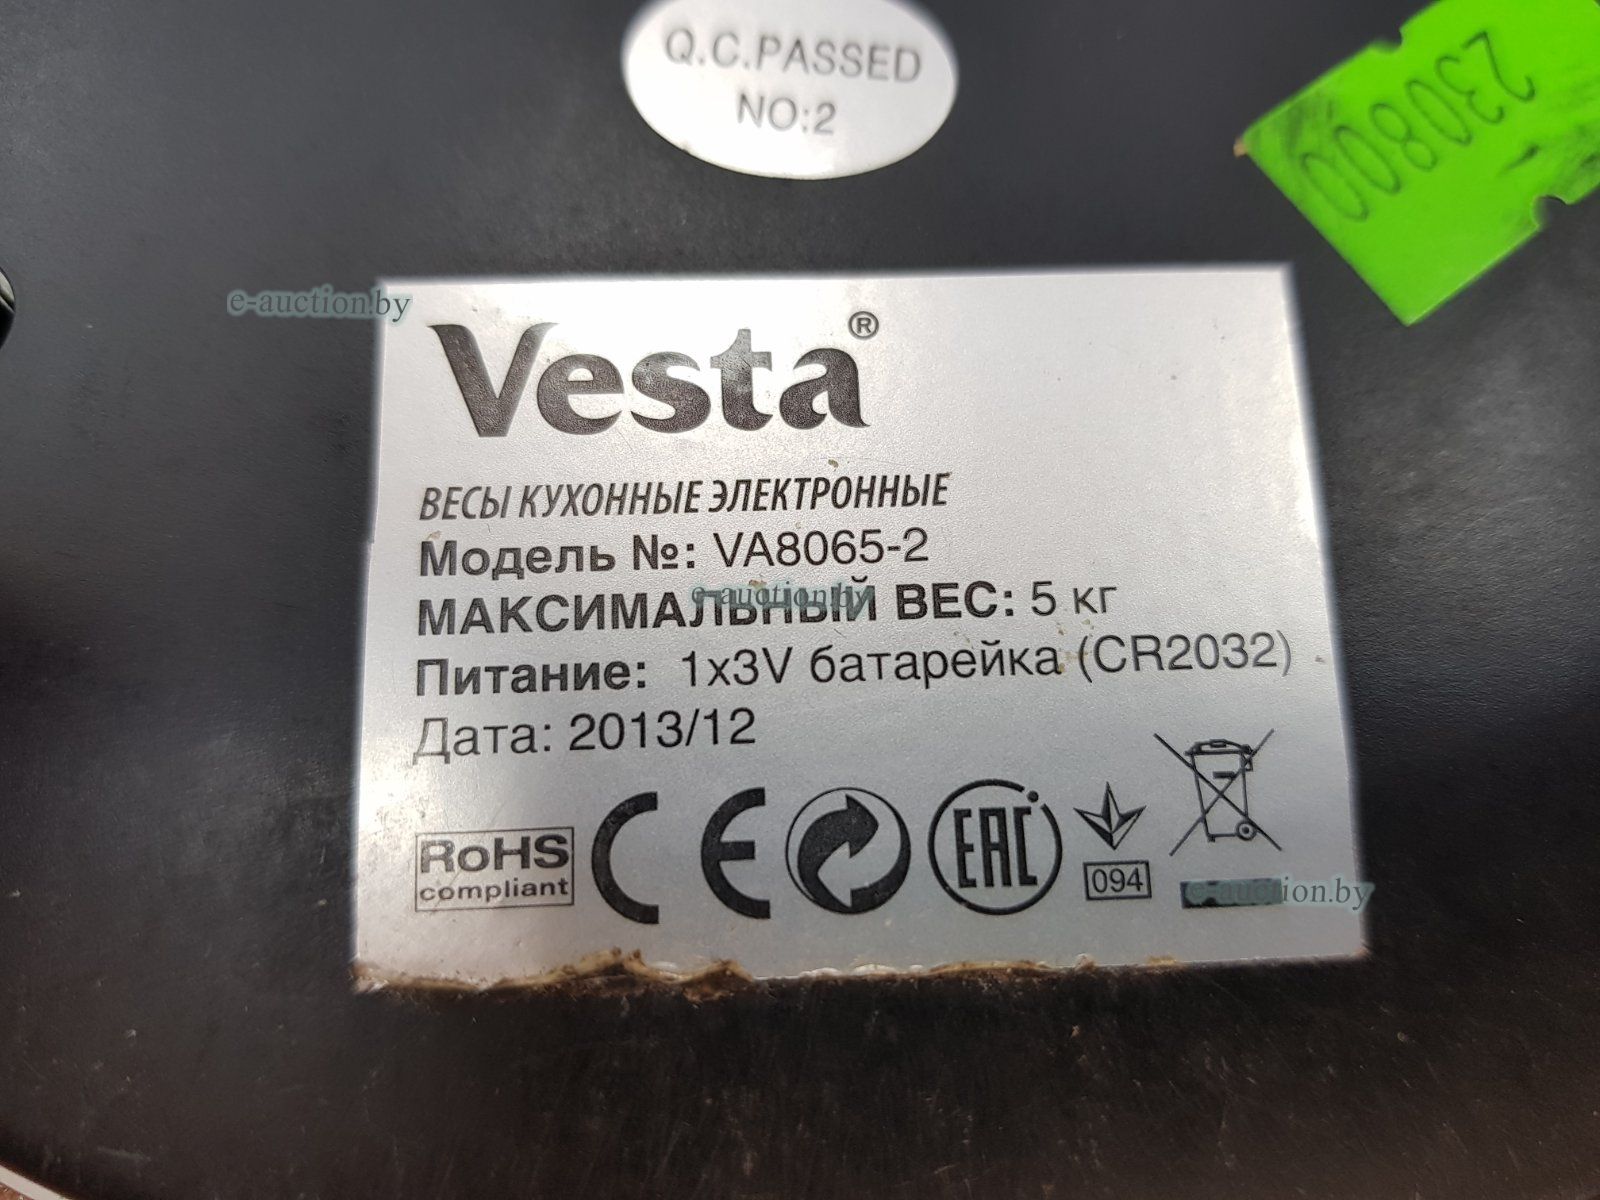 Q.C.PASSED
NO:2
230800
e-auction.by
Vesta®
ВЕСЫ КУХОННЫЕ ЭЛЕКТРОННЫЕ
Модель №: VA8065-2
e-auction.by
МАКСИМАЛЬНЫЙ ВЕС: 5 кг
Питание: 1x3V батарейка (CR2032)
Дата: 2013/12
RoHS
compliant
CE
EAC
094
e-auction.by